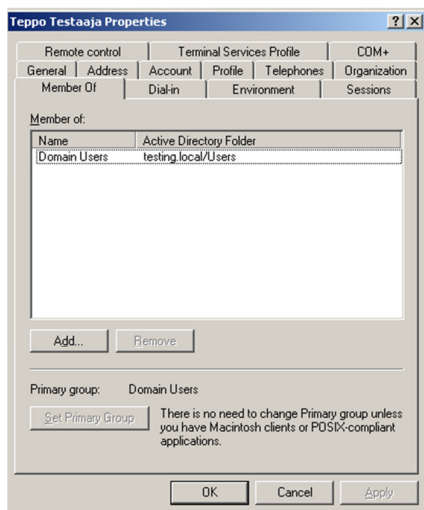 Teppo Testaaja Properties
Remote control Terminal Services Profile COM+
General Address Account Profile Telephones Organization
Member Of Dial-in Environment Sessions
Member of:
Name Active Directory Folder
Domain Users testing.local/Users
Add... Remove
Primary group: Domain Users
Set Primary Group There is no need to change Primary group unless
you have Macintosh clients or POSIX-compliant
applications.
OK Cancel Apply